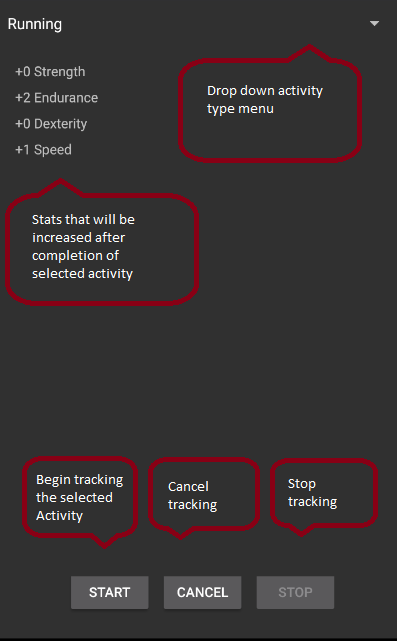 Running
+0 Strength
+2 Endurance
+0 Dexterity
+1 Speed
Drop down activity
type menu
Stats that will be
increased after
completion of
selected activity
Begin tracking
the selected
Activity
Cancel
tracking
Stop
tracking
START
CANCEL
STOP